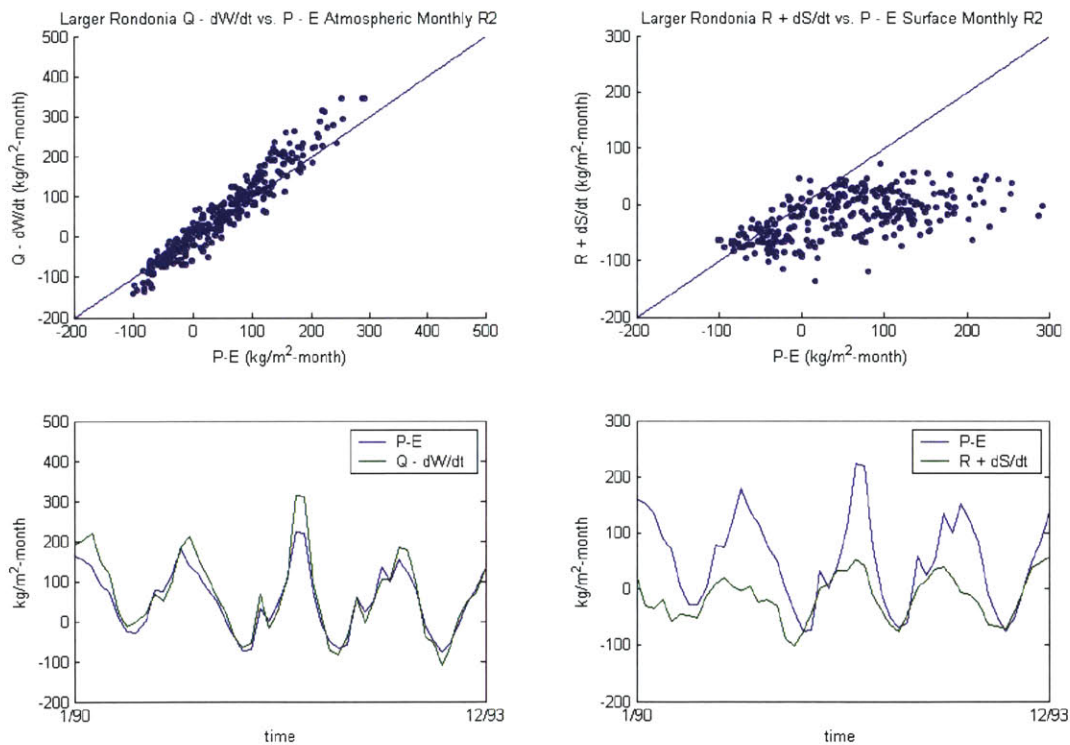 Larger Rondonia Q - dW/dt vs. P - E Atmospheric Monthly R2
500
400
300
200
100
0
-100
-200
Q - dW/dt (kg/m²-month)
-200 -100 0 100 200 300 400 500
P-E (kg/m²-month)
Larger Rondonia R + dS/dt vs. P - E Surface Monthly R2
300
200
100
0
-100
-200
R + dS/dt (kg/m²-month)
-200 -100 0 100 200 300
P-E (kg/m²-month)
500
400
300
200
100
0
-100
-200
kg/m²-month
P-E
Q - dW/dt
1/90 12/93
time
300
200
100
0
-100
-200
kg/m²-month
P-E
R + dS/dt
1/90 12/93
time